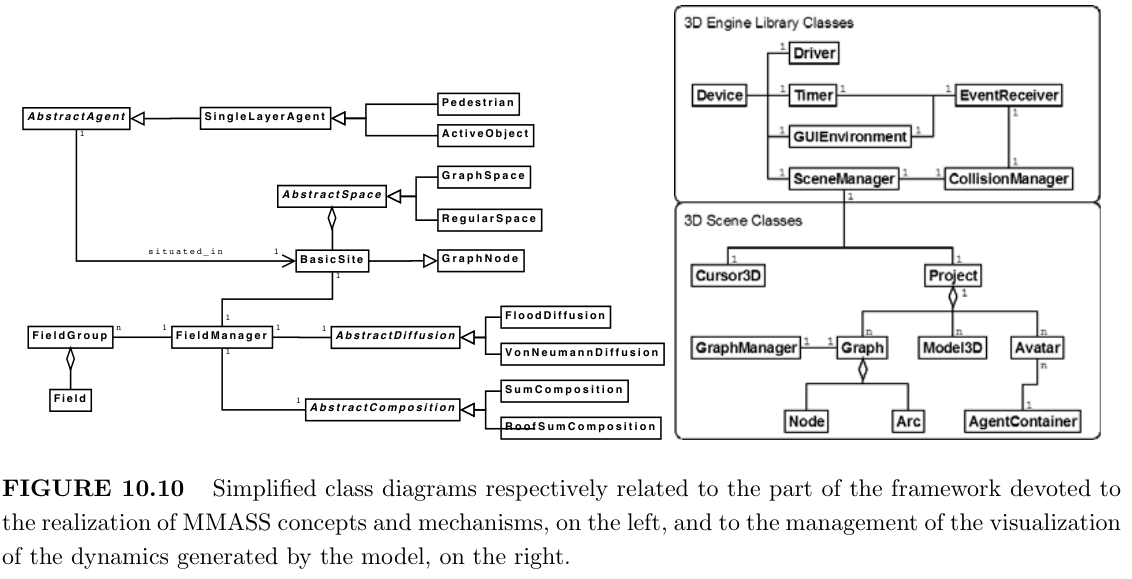 AbstractAgent
1
SingleLayerAgent
Pedestrian
ActiveObject
AbstractSpace
GraphSpace
RegularSpace
situated_in
1
BasicSite
1
GraphNode
FieldGroup
n
1
1
FieldManager
1
1
1
AbstractDiffusion
FloodDiffusion
VonNeumannDiffusion
Field
1
AbstractComposition
SumComposition
RoofSumComposition
3D Engine Library Classes
Device
1
Driver
1
Timer
1
1
EventReceiver
1
1
GUIEnvironment
1
1
SceneManager
1
1
1
1
CollisionManager
3D Scene Classes
1
Cursor3D
1
Project
1
GraphManager
1
1
n
Graph
n
Model3D
n
Avatar
n
Node
Arc
1
AgentContainer
FIGURE 10.10 Simplified class diagrams respectively related to the part of the framework devoted to
the realization of MMASS concepts and mechanisms, on the left, and to the management of the visualization
of the dynamics generated by the model, on the right.